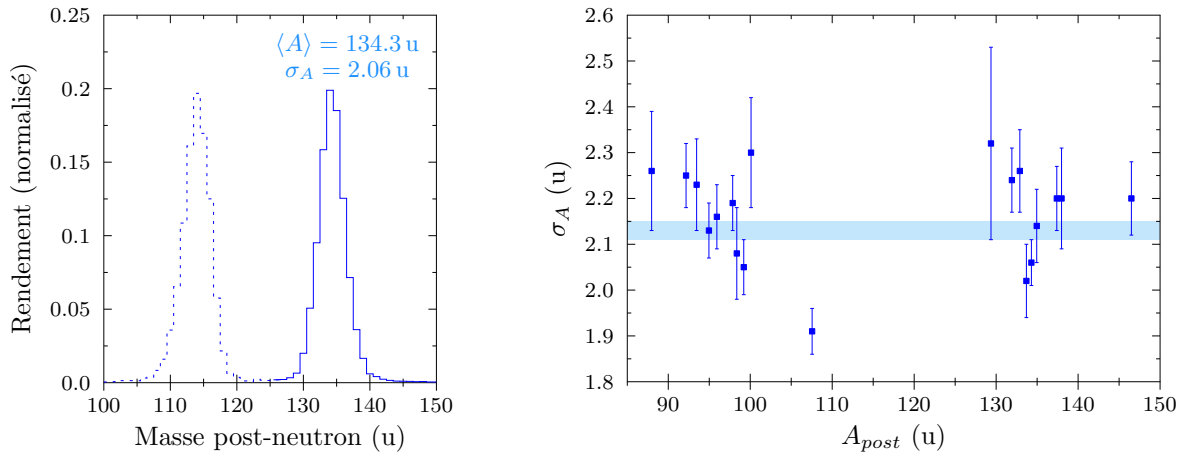 0.25
0.2
0.15
0.1
0.05
0.0
Rendement (normalisé)
⟨A⟩ = 134.3 u
σ_A = 2.06 u
100 110 120 130 140 150
Masse post-neutron (u)
2.6
2.5
2.4
2.3
2.2
2.1
2.0
1.9
1.8
σ_A (u)
90 100 110 120 130 140 150
A_post (u)